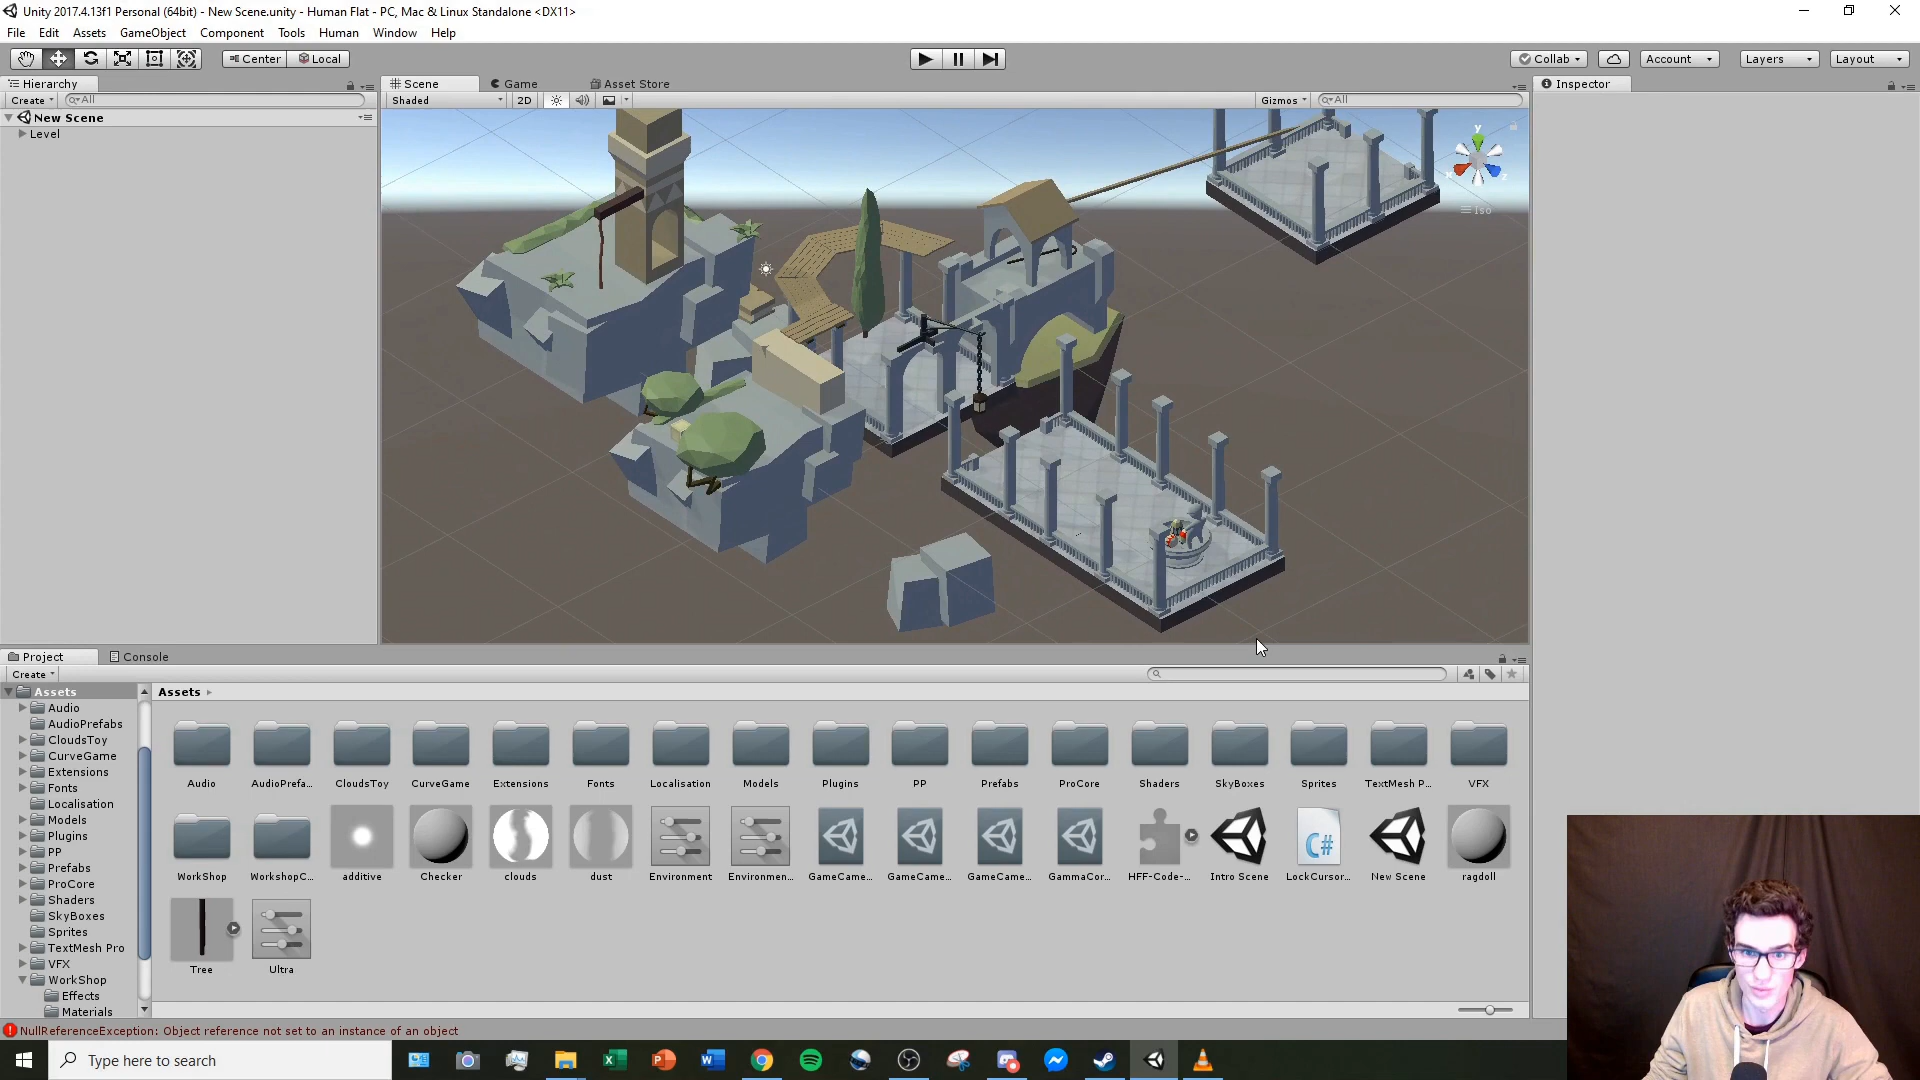 Unity 2017.4.13f1 Personal (64bit) - New Scene.unity - Human Flat - PC, Mac & Linux Standalone <DX11>
File Edit Assets GameObject Component Tools Human Window Help
Center Local Collab Account Layers Layout
Hierarchy Scene Game Asset Store Inspector
Create All Shaded 2D Gizmos All
New Scene
Level
y
x
z
Iso
Project Console
Create
Assets
Audio
AudioPrefabs
CloudsToy
CurveGame
Extensions
Fonts
Localisation
Models
Plugins
PP
Prefabs
ProCore
Shaders
SkyBoxes
Sprites
TextMesh Pro
VFX
WorkShop
Effects
Materials
Assets
Audio AudioPrefa... CloudsToy CurveGame Extensions Fonts Localisation Models Plugins PP Prefabs ProCore Shaders SkyBoxes Sprites TextMesh P... VFX
C#
WorkShop WorkshopC... additive Checker clouds dust Environment Environmen... GameCame... GameCame... GameCame... GammaCor... HFF-Code-... Intro Scene LockCursor... New Scene ragdoll
Tree Ultra
NullReferenceException: Object reference not set to an instance of an object
Type here to search